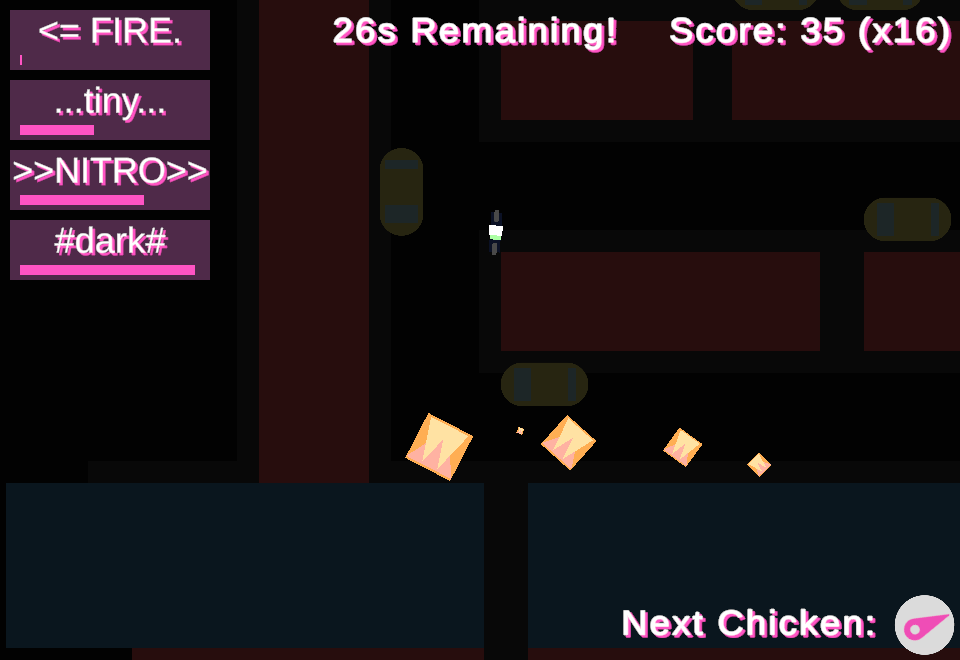 <= FIRE.
26s Remaining!
Score: 35 (x16)
...tiny...
>>NITRO>>
#dark#
Next Chicken: